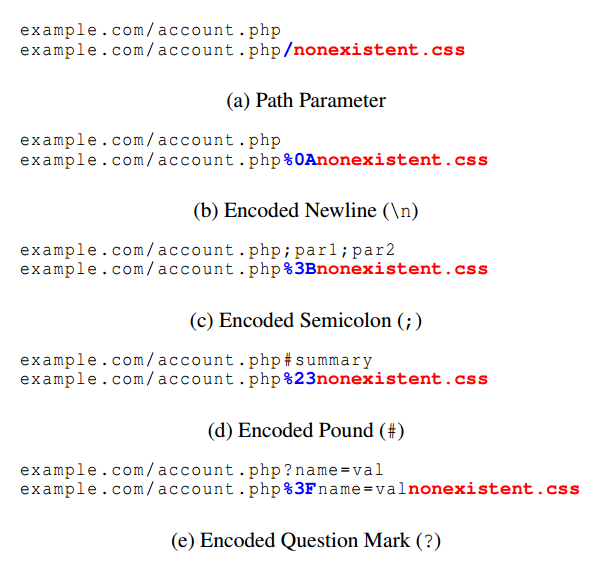 example.com/account.php
example.com/account.php/nonexistent.css
(a) Path Parameter
example.com/account.php
example.com/account.php%0Anonexistent.css
(b) Encoded Newline (\n)
example.com/account.php;par1;par2
example.com/account.php%3Bnonexistent.css
(c) Encoded Semicolon (;)
example.com/account.php#summary
example.com/account.php%23nonexistent.css
(d) Encoded Pound (#)
example.com/account.php?name=val
example.com/account.php%3Fname=valnonexistent.css
(e) Encoded Question Mark (?)